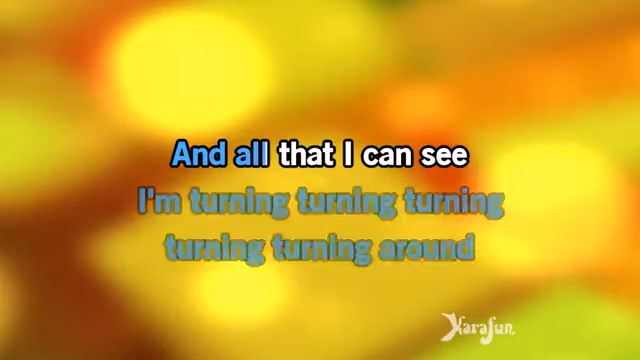 And all that I can see
I'm turning turning turning
turning turning around
KaraFun